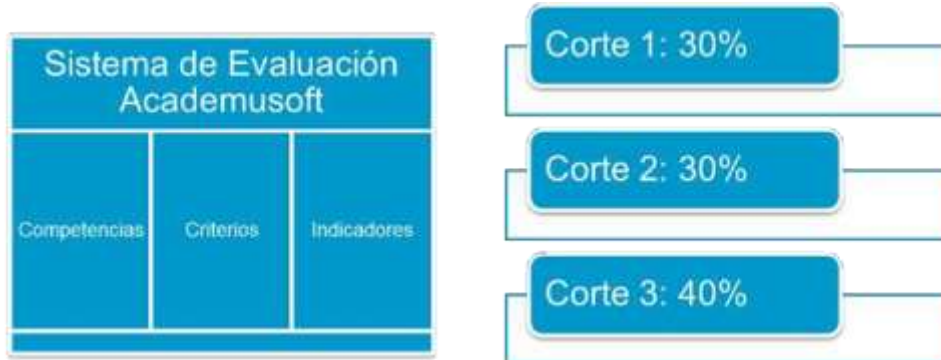 Sistema de Evaluación
Academusoft
Competencias
Criterios
Indicadores
Corte 1: 30%
Corte 2: 30%
Corte 3: 40%